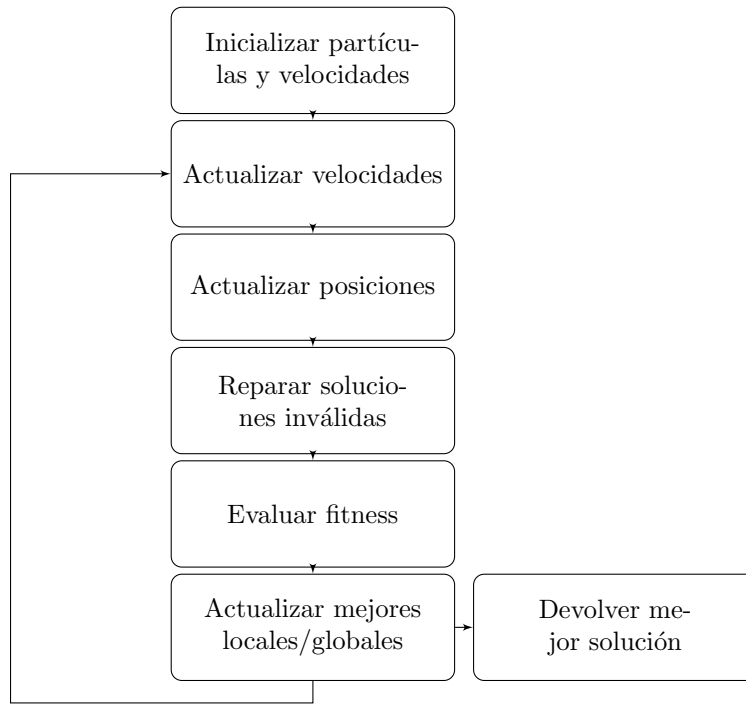 Inicializar partícu-
las y velocidades
Actualizar velocidades
Actualizar posiciones
Reparar solucio-
nes inválidas
Evaluar fitness
Actualizar mejores
locales/globales
Devolver me-
jor solución